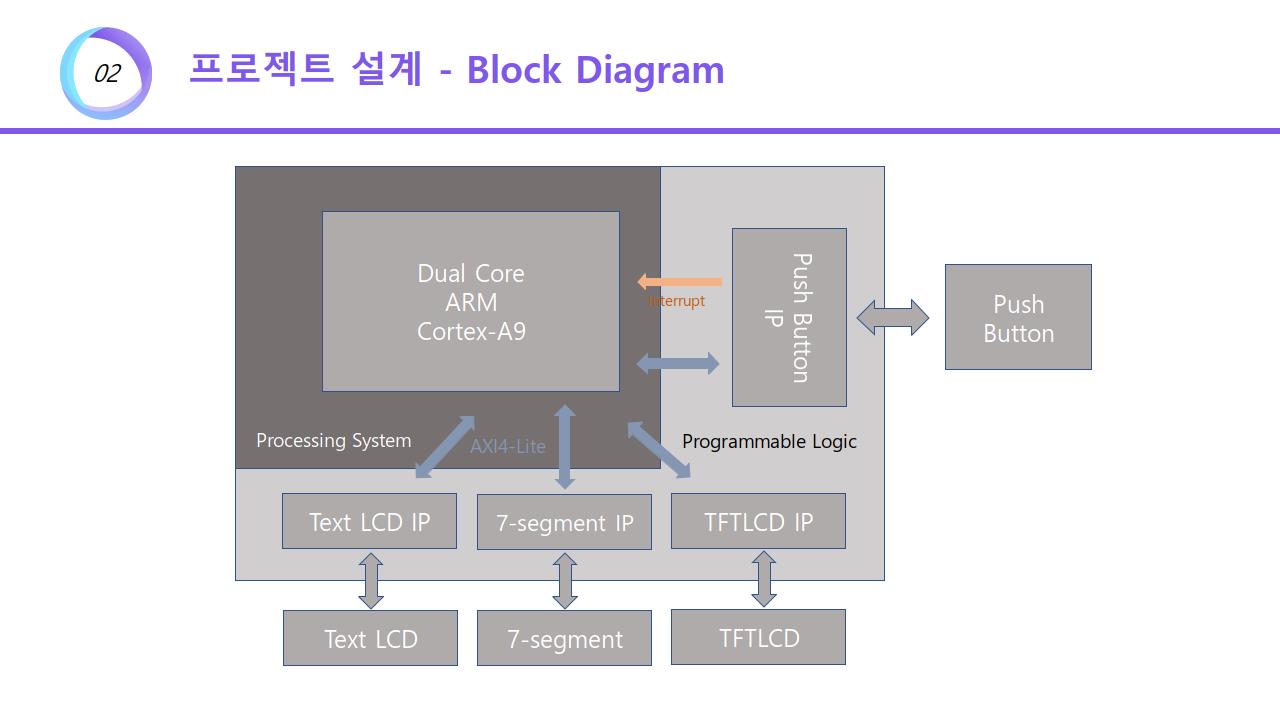 02
프로젝트 설계 - Block Diagram
Dual Core
ARM
Cortex-A9
Interrupt
Push Button
IP
Push
Button
Processing System
AXI4-Lite
Programmable Logic
Text LCD IP
7-segment IP
TFTLCD IP
Text LCD
7-segment
TFTLCD